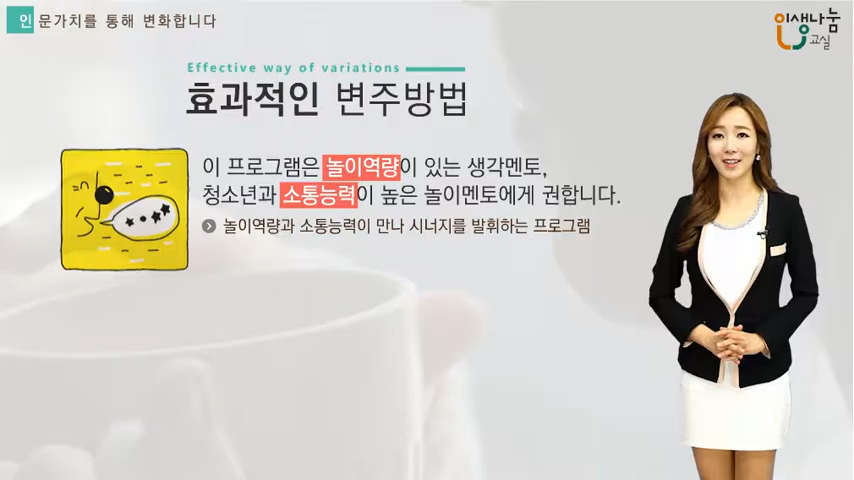 인문가치를 통해 변화합니다
인생나눔
교실
Effective way of variations
효과적인 변주방법
이 프로그램은 놀이역량이 있는 생각멘토,
청소년과 소통능력이 높은 놀이멘토에게 권합니다.
놀이역량과 소통능력이 만나 시너지를 발휘하는 프로그램